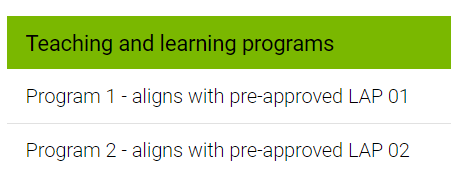 Teaching and learning programs
Program 1 - aligns with pre-approved LAP 01
Program 2 - aligns with pre-approved LAP 02